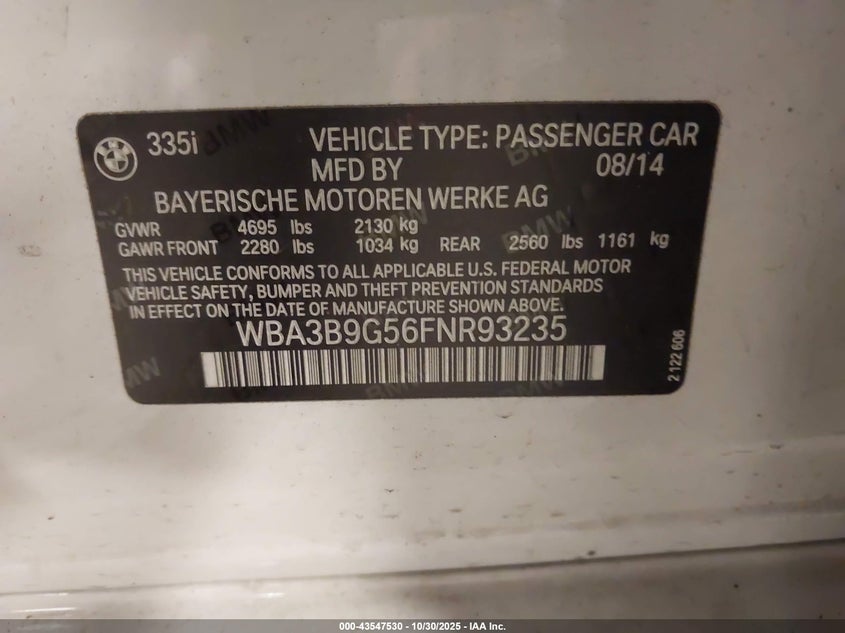 335i VEHICLE TYPE: PASSENGER CAR
MFD BY 08/14
BAYERISCHE MOTOREN WERKE AG
GVWR 4695 lbs 2130 kg
GAWR FRONT 2280 lbs 1034 kg REAR 2560 lbs 1161 kg
THIS VEHICLE CONFORMS TO ALL APPLICABLE U.S. FEDERAL MOTOR
VEHICLE SAFETY, BUMPER AND THEFT PREVENTION STANDARDS
IN EFFECT ON THE DATE OF MANUFACTURE SHOWN ABOVE.
WBA3B9G56FNR93235
2 122 606
000-43547530 - 10/30/2025 - IAA Inc.